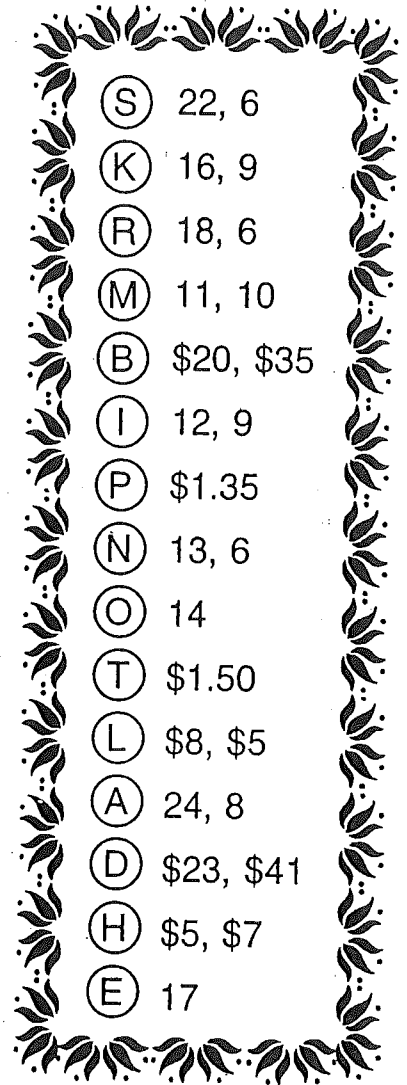 S 22, 6
K 16, 9
R 18, 6
M 11, 10
B $20, $35
I 12, 9
P $1.35
N 13, 6
O 14
T $1.50
L $8, $5
A 24, 8
D $23, $41
H $5, $7
E 17